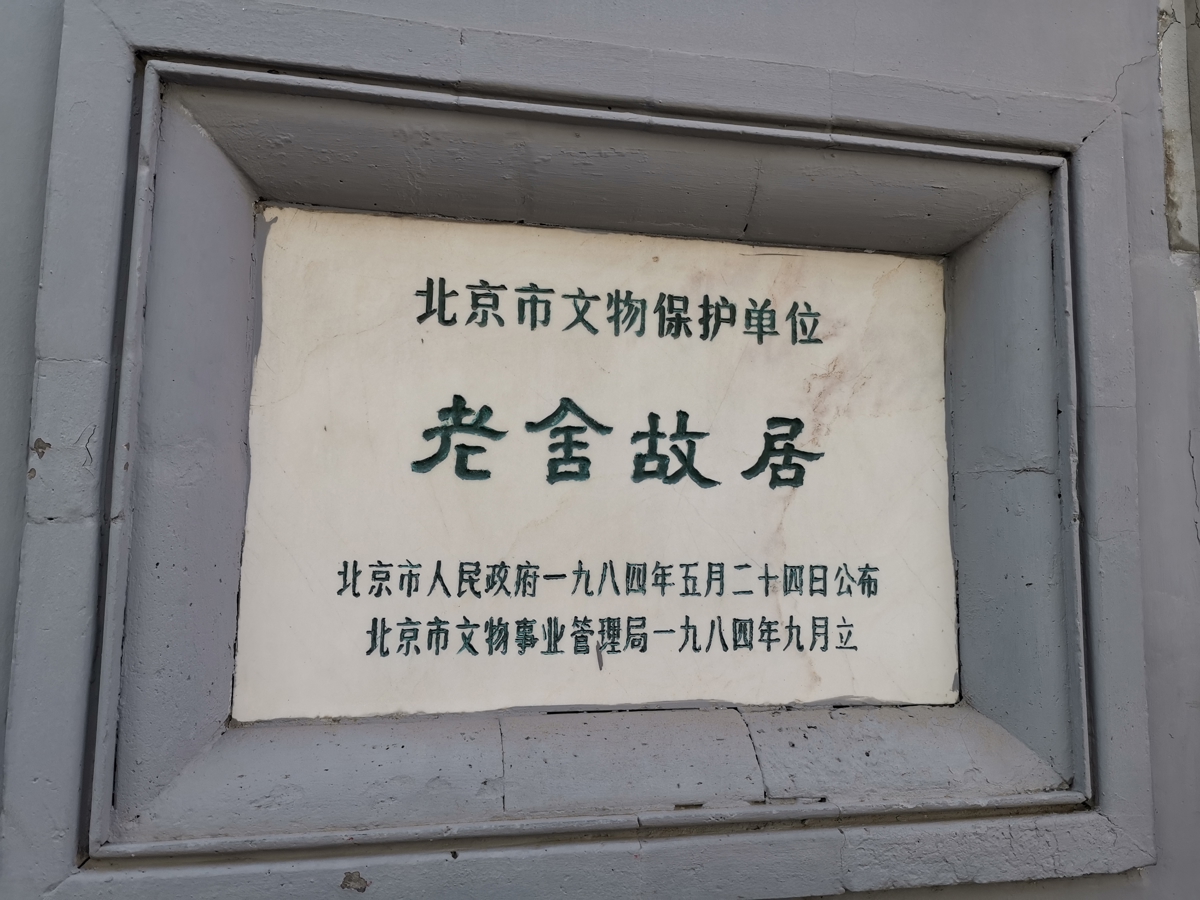 北京市文物保护单位
老舍故居
北京市人民政府一九八四年五月二十四日公布
北京市文物事业管理局一九八四年九月立